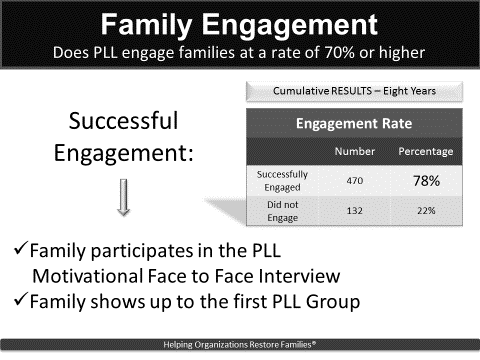 Family Engagement
Does PLL engage families at a rate of 70% or higher
Cumulative RESULTS – Eight Years
Successful
Engagement:
Engagement Rate
Number Percentage
Successfully
Engaged 470 78%
Did not
Engage 132 22%
✓Family participates in the PLL
Motivational Face to Face Interview
✓Family shows up to the first PLL Group
Helping Organizations Restore Families®